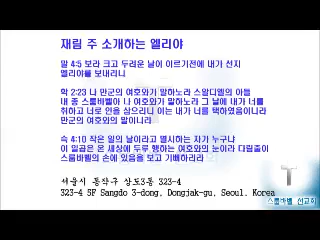 재림 주 소개하는 엘리야
말 4:5 보라 크고 두려운 날이 이르기전에 내가 선지
엘리야를 보내리니
학 2:23 나 만군의 여호와가 말하노라 스알디엘의 아들
내 종 스룹바벨아 나 여호와가 말하노라 그 날에 내가 너를
취하고 너로 인을 삼으리니 이는 내가 너를 택하였음이니라
만군의 여호와의 말이니라
슥 4:10 작은 일의 날이라고 멸시하는 자가 누구냐
이 일곱은 온 세상에 두루 행하는 여호와의 눈이라 다림줄이
스룹바벨의 손에 있음을 보고 기뻐하리라
서울시 동작구 상도3동 323-4
323-4 5F Sangdo 3-dong, Dongjak-gu, Seoul, Korea
스룹바벨 선교회